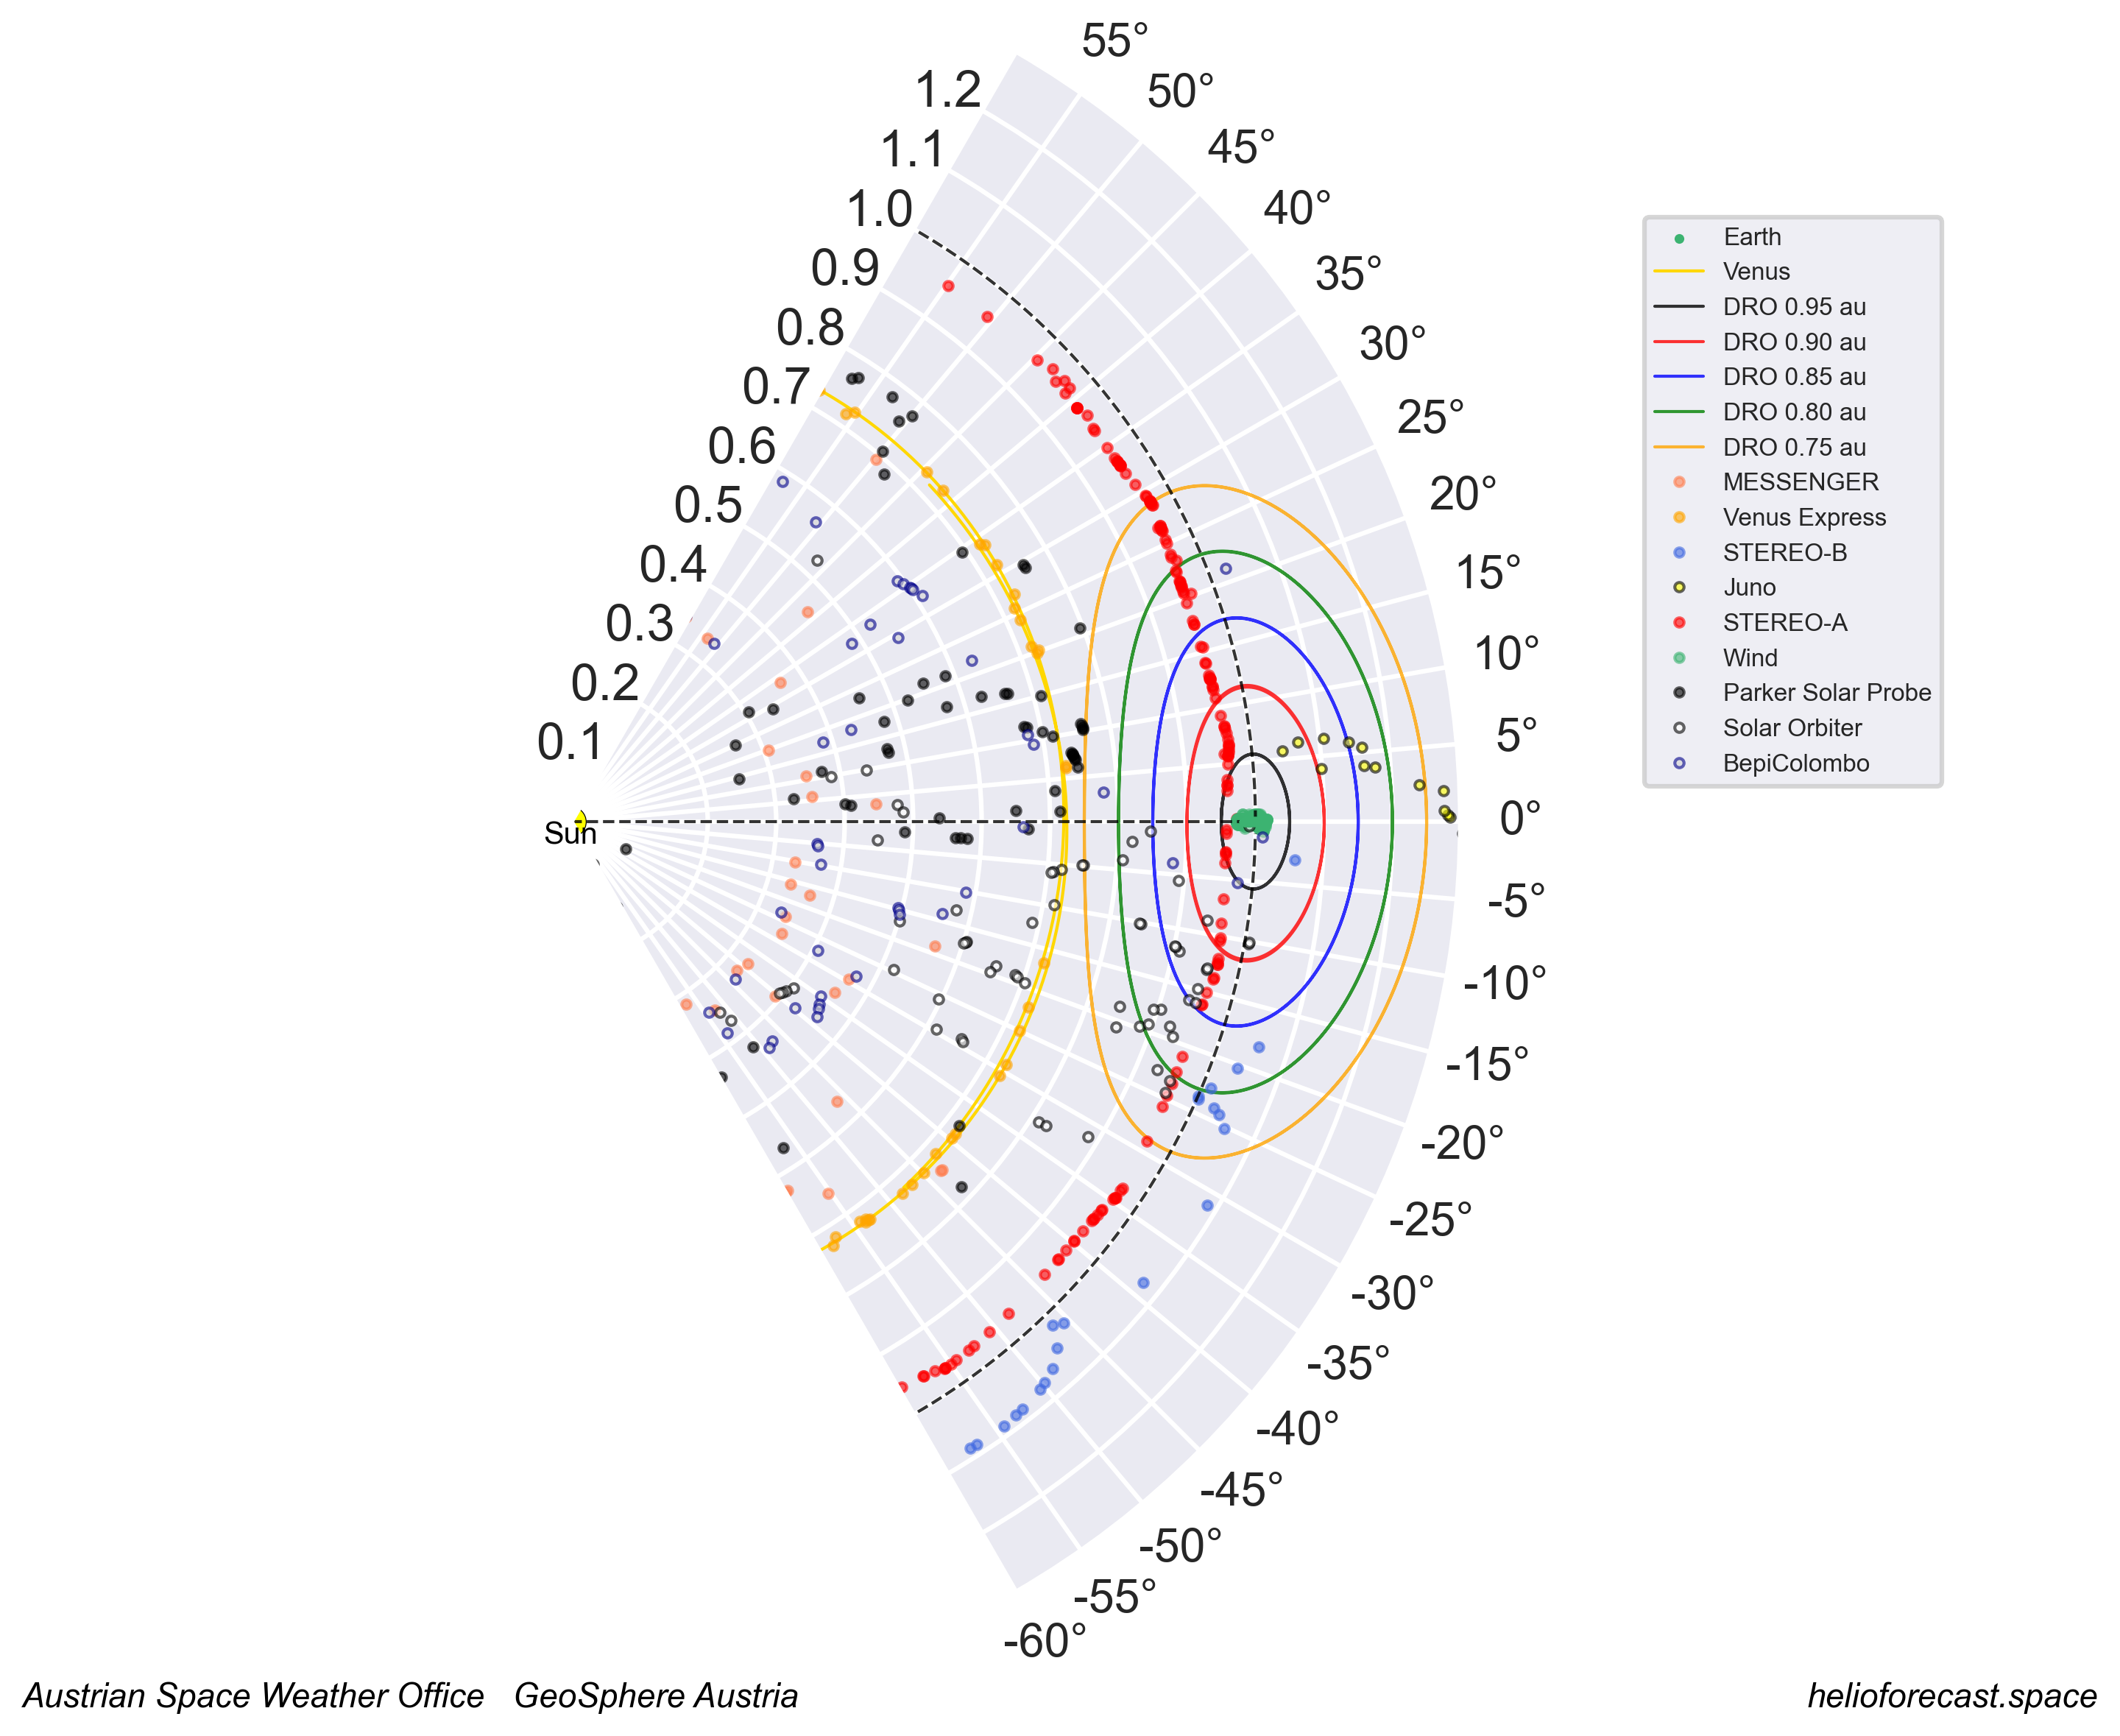 55°
50°
45°
40°
35°
30°
25°
20°
15°
10°
5°
0°
-5°
-10°
-15°
-20°
-25°
-30°
-35°
-40°
-45°
-50°
-55°
-60°
1.2
1.1
1.0
0.9
0.8
0.7
0.6
0.5
0.4
0.3
0.2
0.1
Sun
Earth
Venus
DRO 0.95 au
DRO 0.90 au
DRO 0.85 au
DRO 0.80 au
DRO 0.75 au
MESSENGER
Venus Express
STEREO-B
Juno
STEREO-A
Wind
Parker Solar Probe
Solar Orbiter
BepiColombo
Austrian Space Weather Office GeoSphere Austria
helioforecast.space